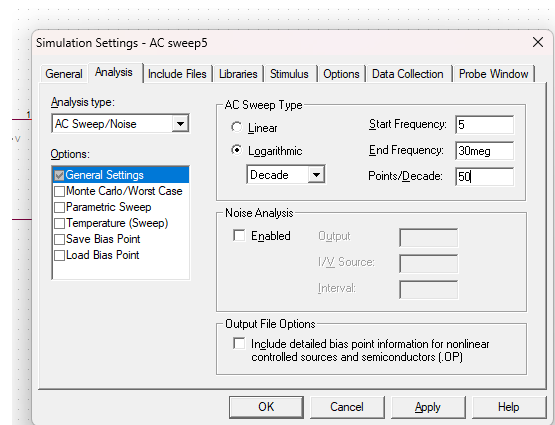 Simulation Settings - AC sweep5
General Analysis Include Files Libraries Stimulus Options Data Collection Probe Window
Analysis type:
AC Sweep/Noise
Options:
General Settings
Monte Carlo/Worst Case
Parametric Sweep
Temperature (Sweep)
Save Bias Point
Load Bias Point
AC Sweep Type
Linear
Logarithmic
Decade
Start Frequency: 5
End Frequency: 30meg
Points/Decade: 50
Noise Analysis
Enabled
Output
I/V Source:
Interval:
Output File Options
Include detailed bias point information for nonlinear
controlled sources and semiconductors (.OP)
OK Cancel Apply Help
1
V